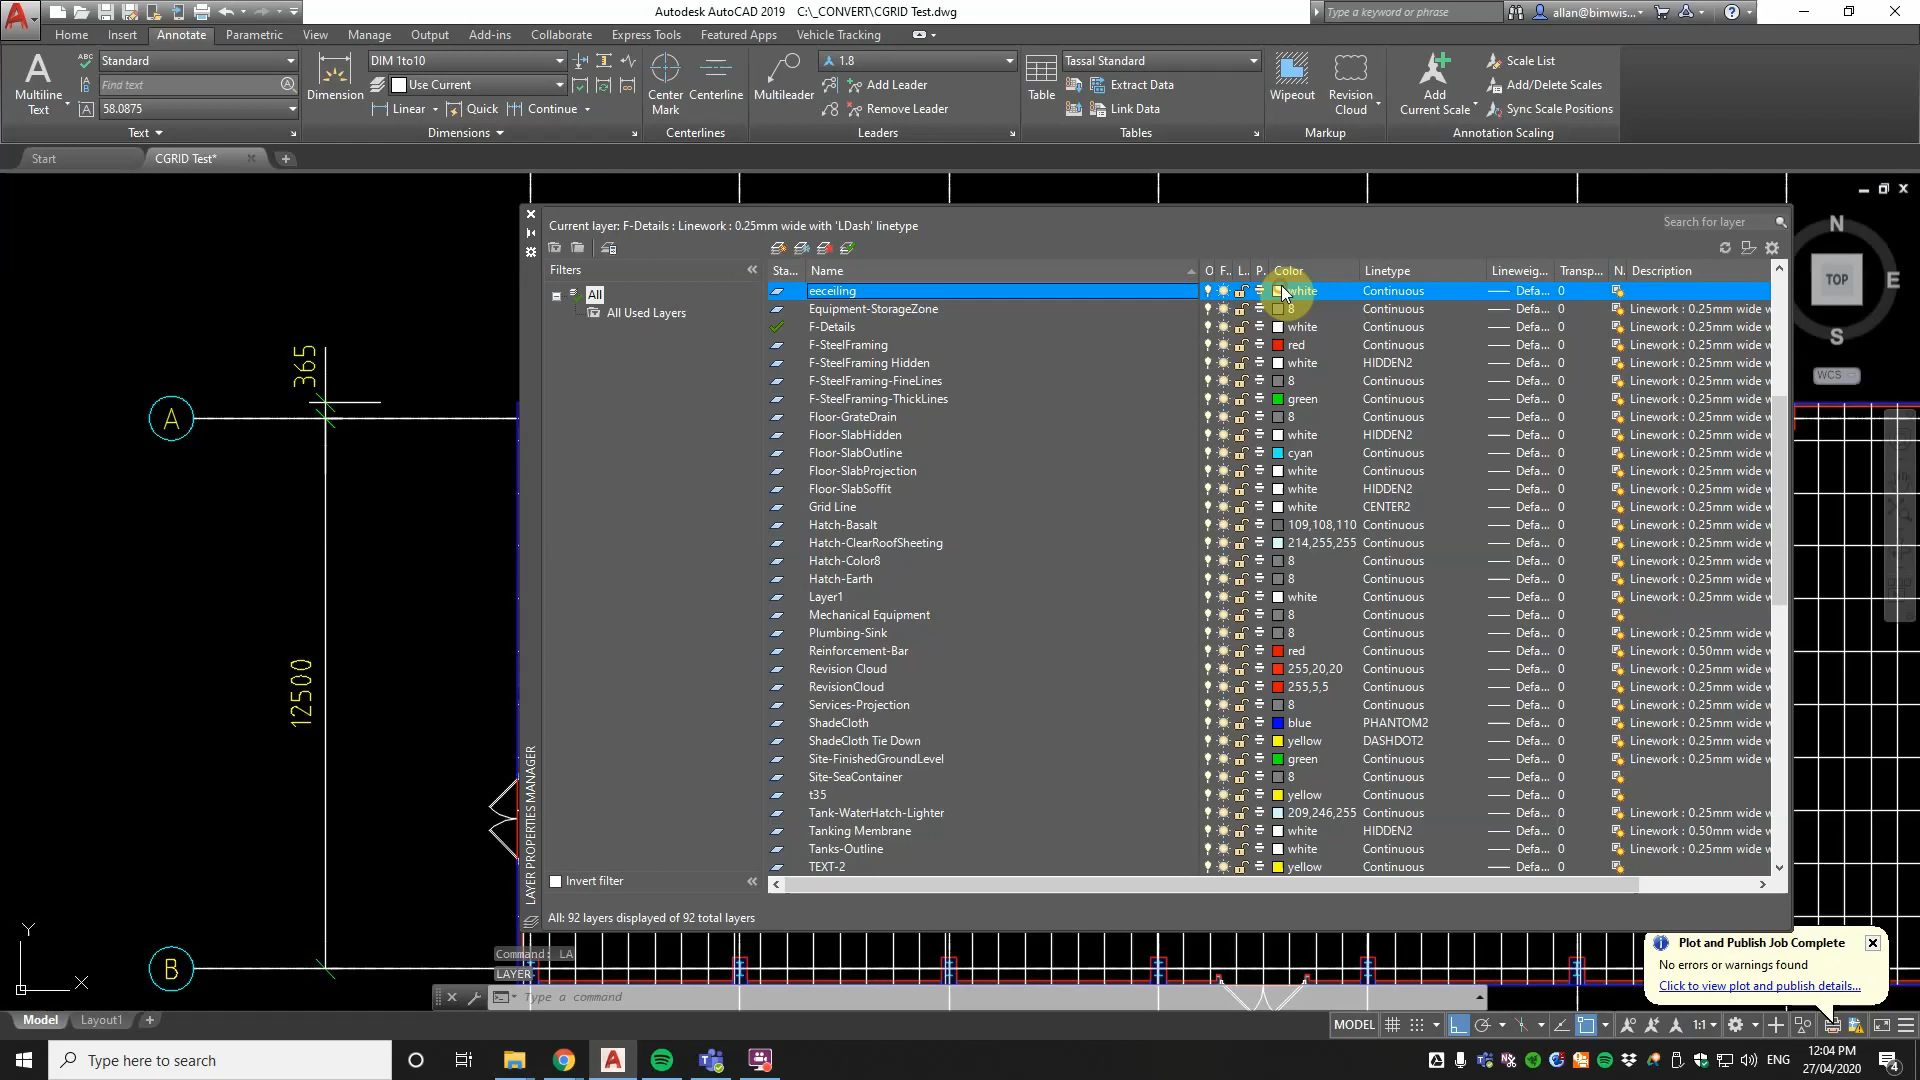 Autodesk AutoCAD 2019 C:\_CONVERT\CGRID Test.dwg
Type a keyword or phrase
allan@bimwis...
Home Insert Annotate Parametric View Manage Output Add-ins Collaborate Express Tools Featured Apps Vehicle Tracking
Multiline Text
ABC
Standard
Find text
58.0875
Text
Dimension
DIM 1to10
Use Current
Linear Quick Continue
Dimensions
Center Mark
Centerline
Centerlines
Multileader
1.8
Add Leader
Remove Leader
Leaders
Table
Tassal Standard
Extract Data
Link Data
Tables
Wipeout
Revision Cloud
Markup
Add Current Scale
Scale List
Add/Delete Scales
Sync Scale Positions
Annotation Scaling
Start
CGRID Test*
Current layer: F-Details : Linework : 0.25mm wide with 'LDash' linetype
Search for layer
Filters
All
All Used Layers
Sta... Name O F.. L.. P.. Color Linetype Lineweig... Transp... N.. Description
eeceiling white Continuous Defa... 0
Equipment-StorageZone 8 Continuous Defa... 0 Linework : 0.25mm wide w
F-Details white Continuous Defa... 0 Linework : 0.25mm wide w
F-SteelFraming red Continuous Defa... 0 Linework : 0.25mm wide w
F-SteelFraming Hidden white HIDDEN2 Defa... 0 Linework : 0.25mm wide w
F-SteelFraming-FineLines 8 Continuous Defa... 0 Linework : 0.25mm wide w
F-SteelFraming-ThickLines green Continuous Defa... 0 Linework : 0.25mm wide w
Floor-GrateDrain 8 Continuous Defa... 0 Linework : 0.25mm wide w
Floor-SlabHidden white HIDDEN2 Defa... 0 Linework : 0.25mm wide w
Floor-SlabOutline cyan Continuous Defa... 0 Linework : 0.25mm wide w
Floor-SlabProjection white Continuous Defa... 0 Linework : 0.25mm wide w
Floor-SlabSoffit white HIDDEN2 Defa... 0 Linework : 0.25mm wide w
Grid Line white CENTER2 Defa... 0 Linework : 0.25mm wide w
Hatch-Basalt 109,108,110 Continuous Defa... 0 Linework : 0.25mm wide w
Hatch-ClearRoofSheeting 214,255,255 Continuous Defa... 0 Linework : 0.25mm wide w
Hatch-Color8 8 Continuous Defa... 0 Linework : 0.25mm wide w
Hatch-Earth 8 Continuous Defa... 0 Linework : 0.25mm wide w
Layer1 white Continuous Defa... 0 Linework : 0.25mm wide w
Mechanical Equipment 8 Continuous Defa... 0
Plumbing-Sink 8 Continuous Defa... 0 Linework : 0.25mm wide w
Reinforcement-Bar red Continuous Defa... 0 Linework : 0.50mm wide w
Revision Cloud 255,20,20 Continuous Defa... 0 Linework : 0.25mm wide w
RevisionCloud 255,5,5 Continuous Defa... 0 Linework : 0.25mm wide w
Services-Projection 8 Continuous Defa... 0 Linework : 0.25mm wide w
ShadeCloth blue PHANTOM2 Defa... 0 Linework : 0.25mm wide w
ShadeCloth Tie Down yellow DASHDOT2 Defa... 0 Linework : 0.25mm wide w
Site-FinishedGroundLevel green Continuous Defa... 0 Linework : 0.25mm wide w
Site-SeaContainer 8 Continuous Defa... 0
t35 yellow Continuous Defa... 0
Tank-WaterHatch-Lighter 209,246,255 Continuous Defa... 0 Linework : 0.25mm wide w
Tanking Membrane white HIDDEN2 Defa... 0 Linework : 0.50mm wide w
Tanks-Outline white Continuous Defa... 0 Linework : 0.25mm wide w
TEXT-2 yellow Continuous Defa... 0
Invert filter
All: 92 layers displayed of 92 total layers
LAYER PROPERTIES MANAGER
N
TOP
E
S
WCS
365
A
12500
B
Y
X
Command: LA
LAYER
Type a command
Plot and Publish Job Complete
No errors or warnings found
Click to view plot and publish details...
Model Layout1
MODEL
1:1
Type here to search
ENG
12:04 PM
27/04/2020
4